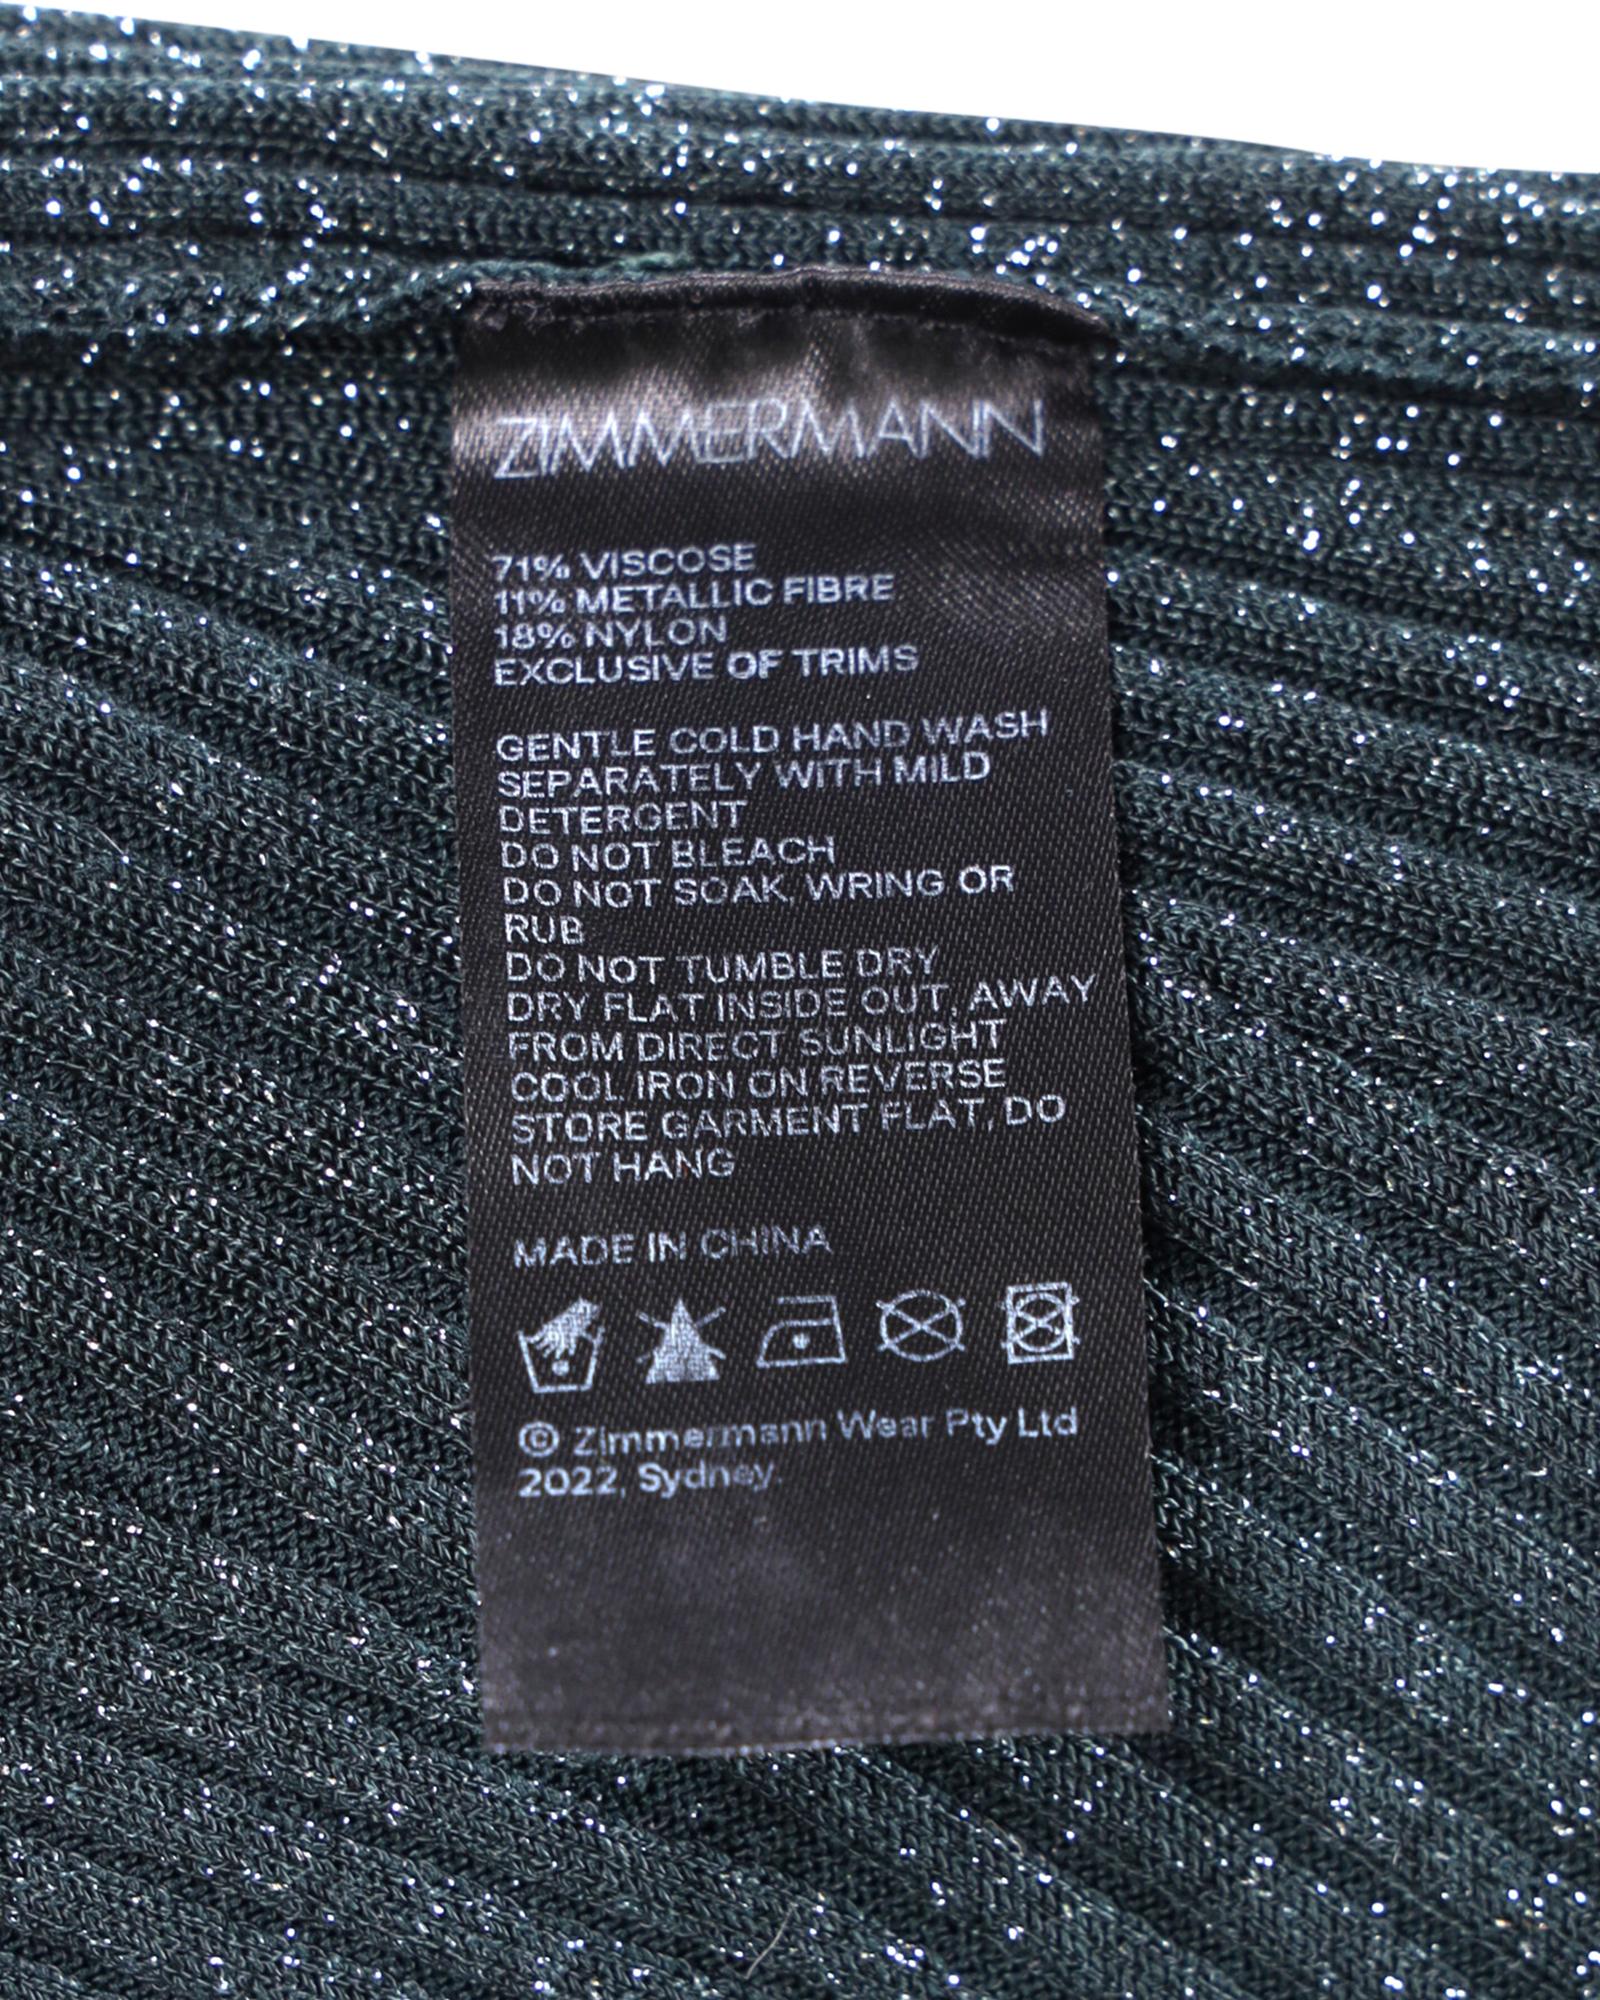 ZIMMERMANN
71% VISCOSE
11% METALLIC FIBRE
18% NYLON
EXCLUSIVE OF TRIMS
GENTLE COLD HAND WASH
SEPARATELY WITH MILD
DETERGENT
DO NOT BLEACH
DO NOT SOAK, WRING OR
RUB
DO NOT TUMBLE DRY
DRY FLAT INSIDE OUT, AWAY
FROM DIRECT SUNLIGHT
COOL IRON ON REVERSE
STORE GARMENT FLAT, DO
NOT HANG
MADE IN CHINA
© Zimmermann Wear Pty Ltd
2022, Sydney.